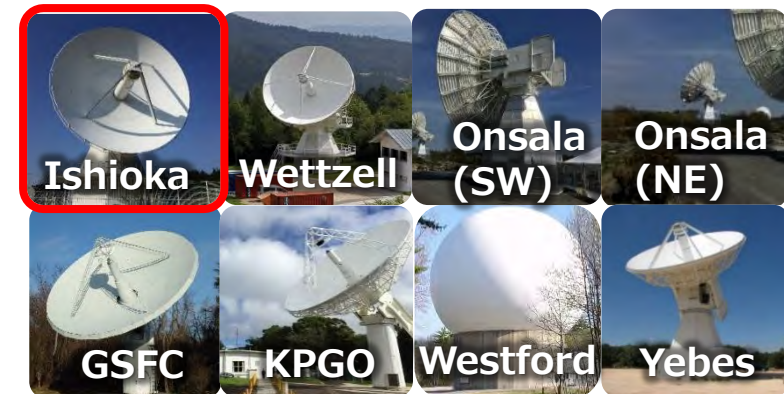 Ishioka
Wettzell
Onsala
(SW)
Onsala
(NE)
GSFC
KPGO
Westford
Yebes